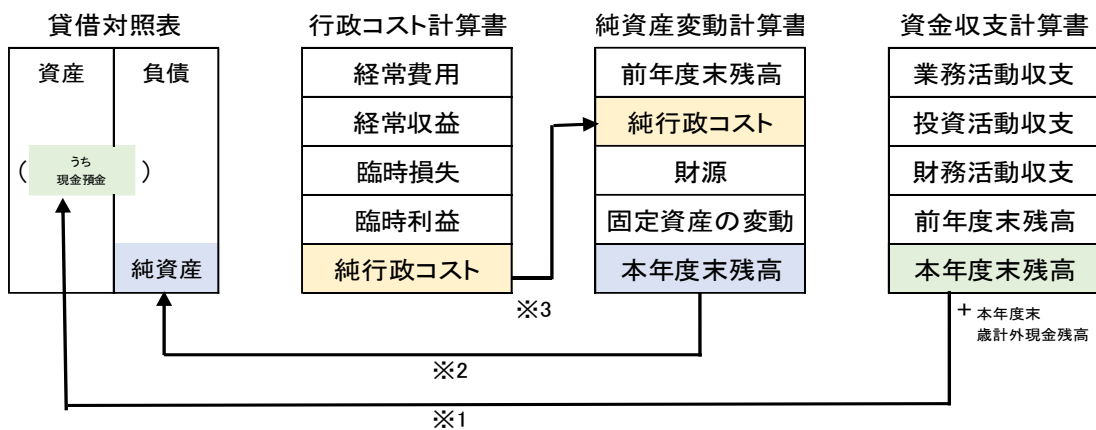 貸借対照表
資産
負債
(
うち
現金預金
)
純資産
行政コスト計算書
経常費用
経常収益
臨時損失
臨時利益
純行政コスト
純資産変動計算書
前年度末残高
純行政コスト
財源
固定資産の変動
本年度末残高
資金収支計算書
業務活動収支
投資活動収支
財務活動収支
前年度末残高
本年度末残高
+ 本年度末
歳計外現金残高
※3
※2
※1